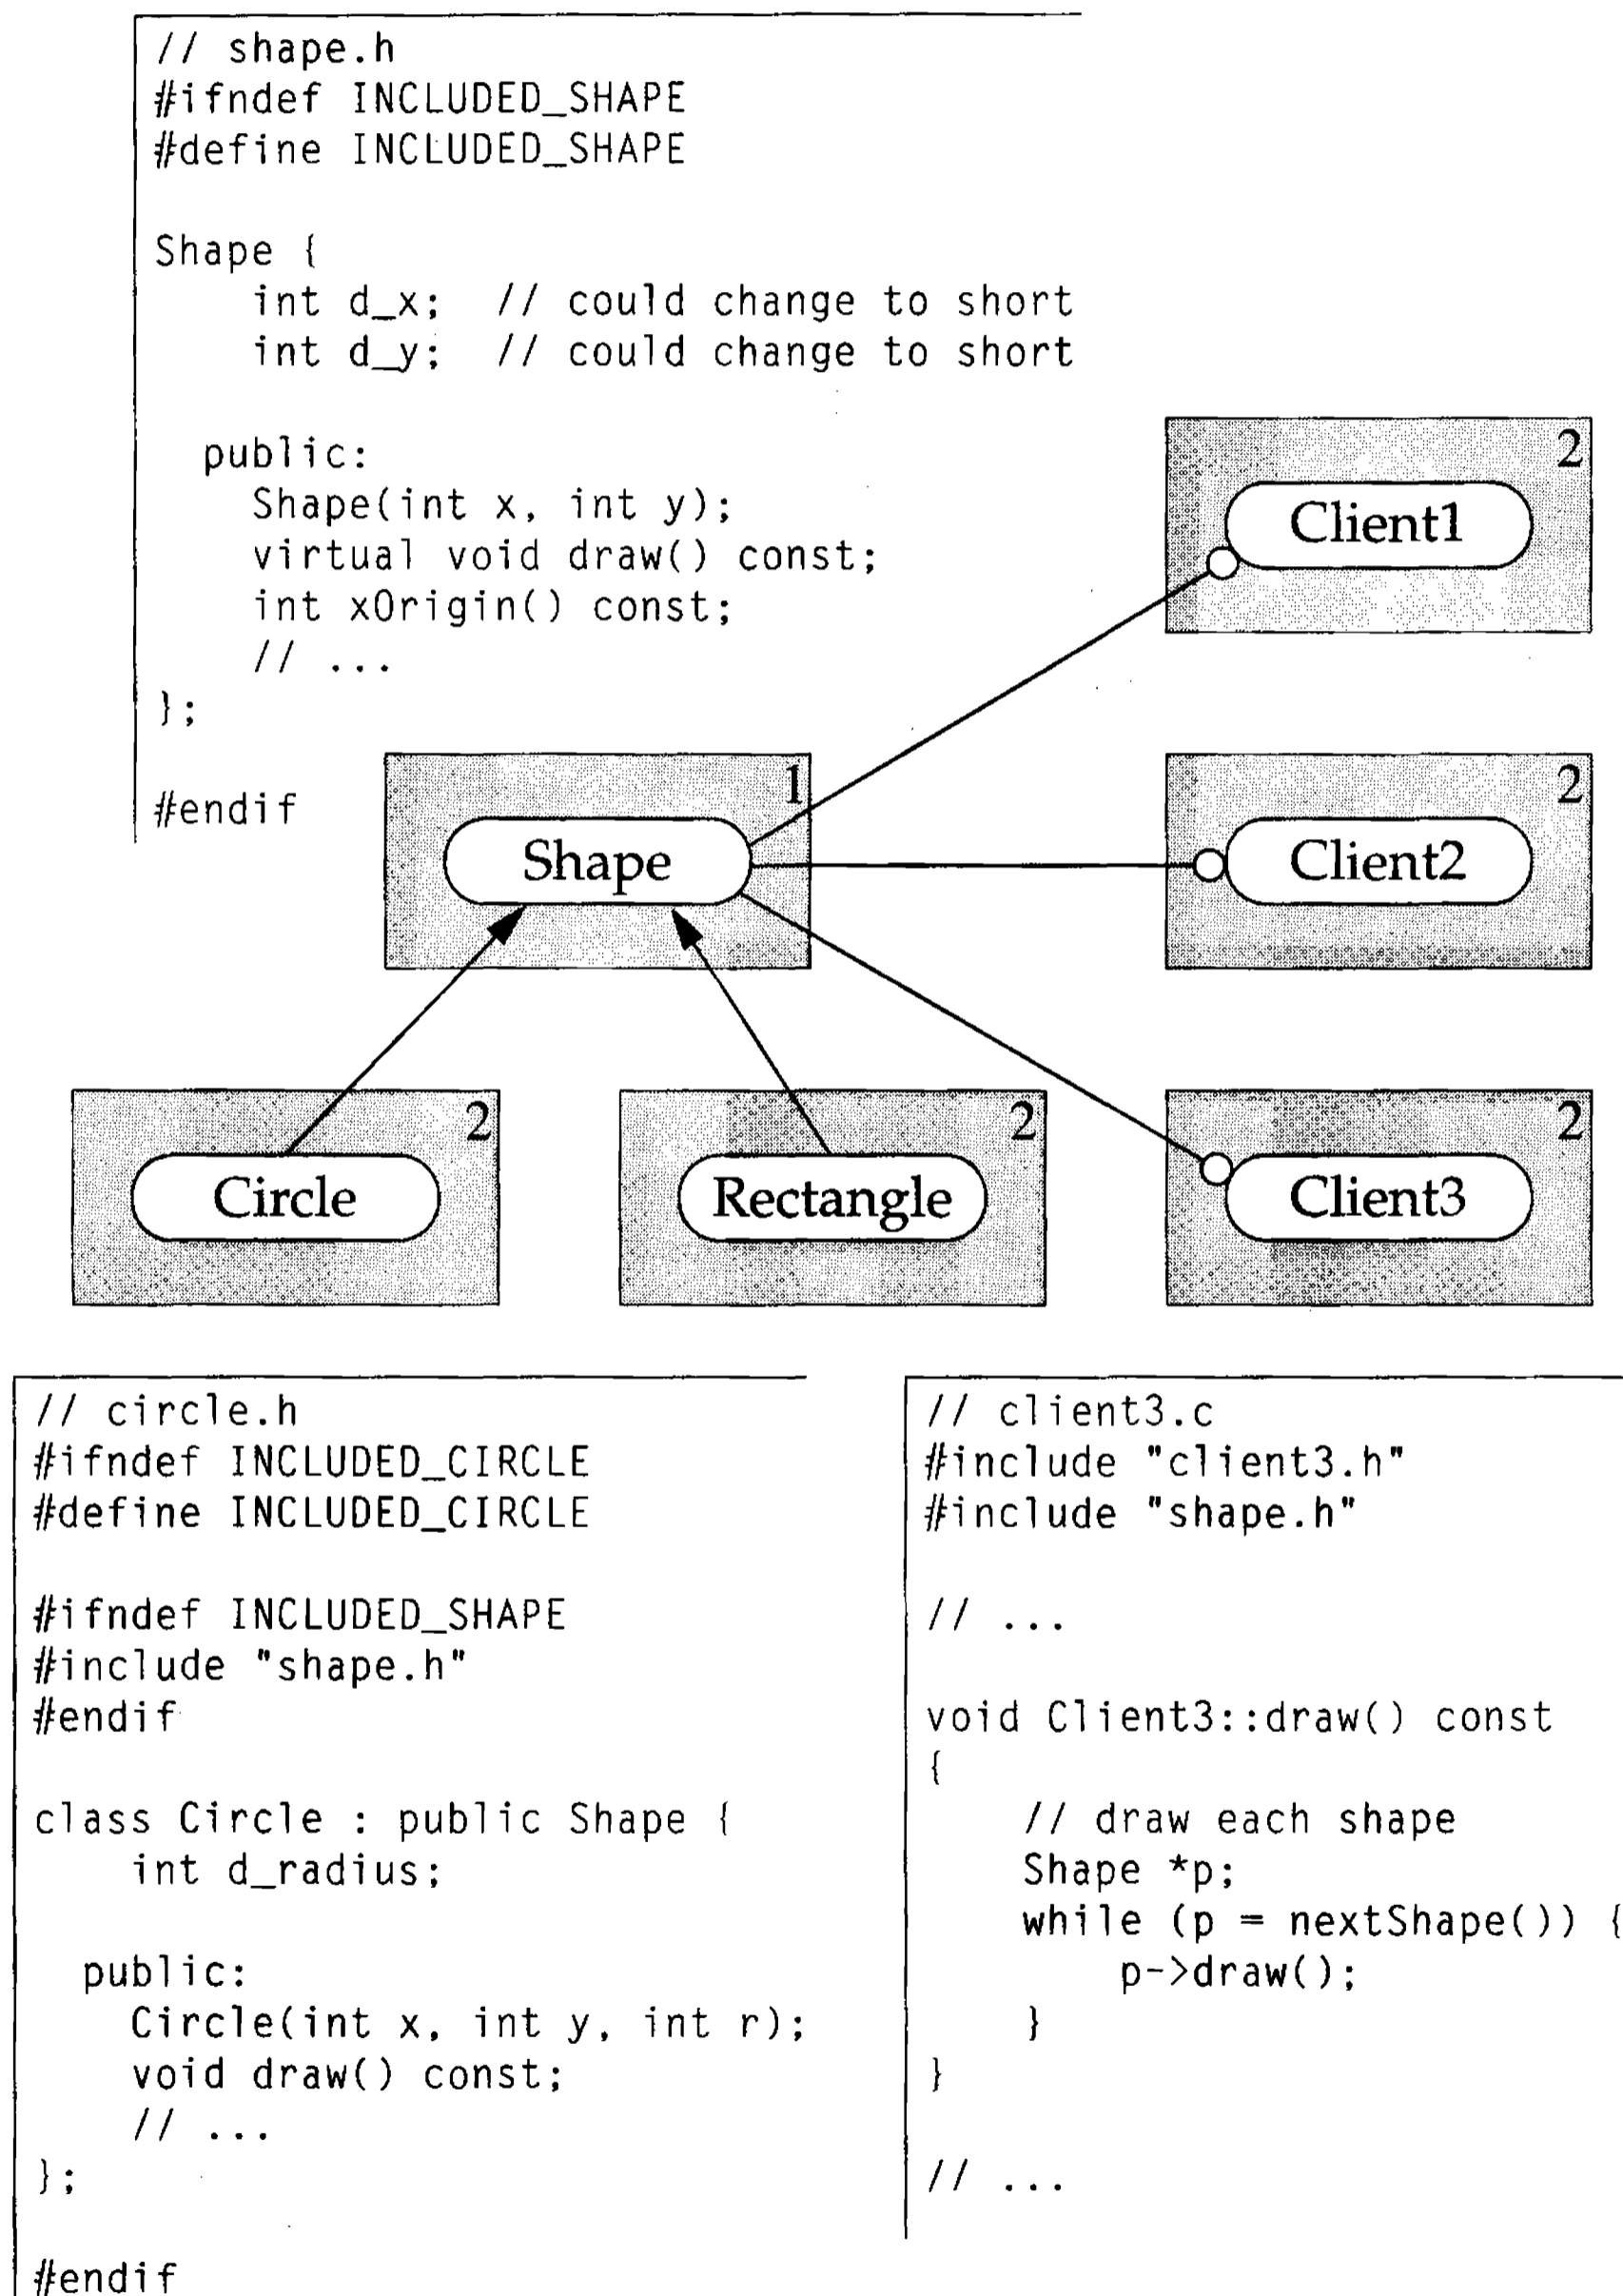 // shape.h
#ifndef INCLUDED_SHAPE
#define INCLUDED_SHAPE
Shape {
    int d_x;  // could change to short
    int d_y;  // could change to short
  public:
    Shape(int x, int y);
    virtual void draw() const;
    int xOrigin() const;
    // ...
};
#endif
2
Client1
1
Shape
2
Client2
2
Circle
2
Rectangle
2
Client3
// circle.h
#ifndef INCLUDED_CIRCLE
#define INCLUDED_CIRCLE
#ifndef INCLUDED_SHAPE
#include "shape.h"
#endif
class Circle : public Shape {
    int d_radius;
  public:
    Circle(int x, int y, int r);
    void draw() const;
    // ...
};
#endif
// client3.c
#include "client3.h"
#include "shape.h"
// ...
void Client3::draw() const
{
    // draw each shape
    Shape *p;
    while (p = nextShape()) {
        p->draw();
    }
}
// ...